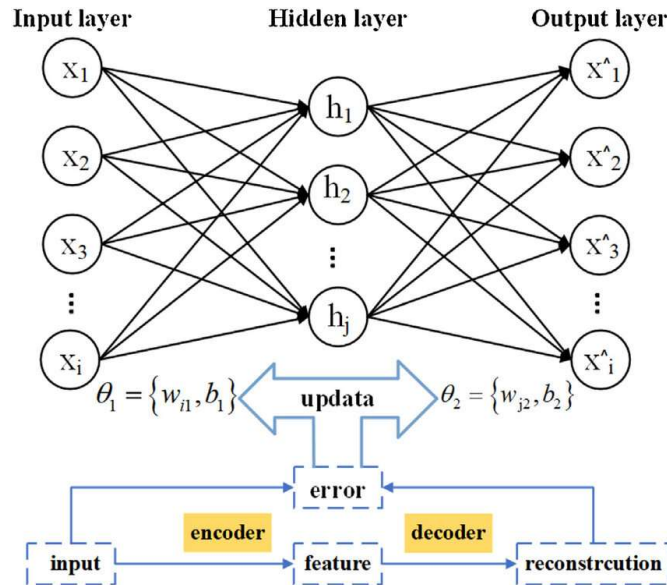 Input layer Hidden layer Output layer
x₁ h₁ x^₁
x₂ h₂ x^₂
x₃ ... x^₃
... hⱼ ...
xᵢ x^ᵢ
θ₁ = {wᵢ₁, b₁} updata θ₂ = {wⱼ₂, b₂}
error
encoder decoder
input feature reconstrcution